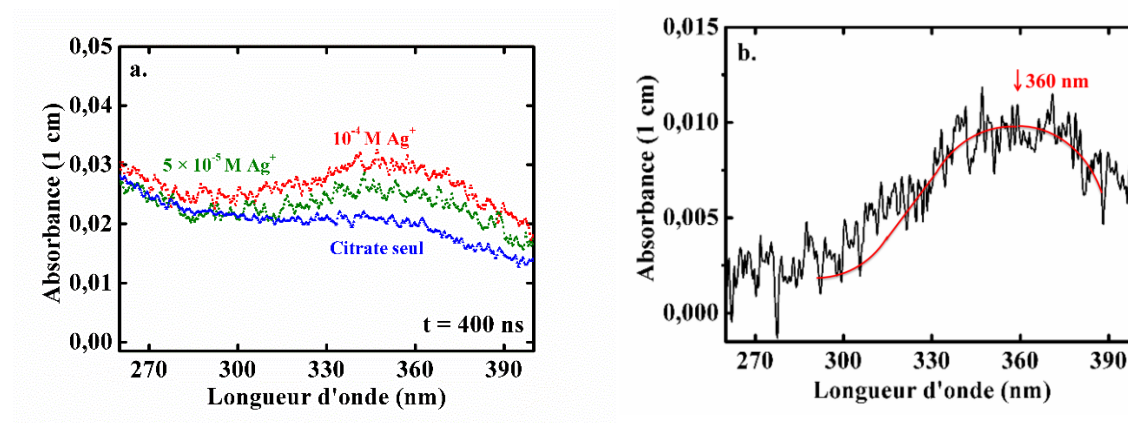 a.
0,05
0,04
0,03
0,02
0,01
0,00
Absorbance (1 cm)
10⁻⁴ M Ag⁺
5 × 10⁻⁵ M Ag⁺
Citrate seul
t = 400 ns
270 300 330 360 390
Longueur d'onde (nm)
b.
360 nm
0,015
0,010
0,005
0,000
Absorbance (1 cm)
270 300 330 360 390
Longueur d'onde (nm)